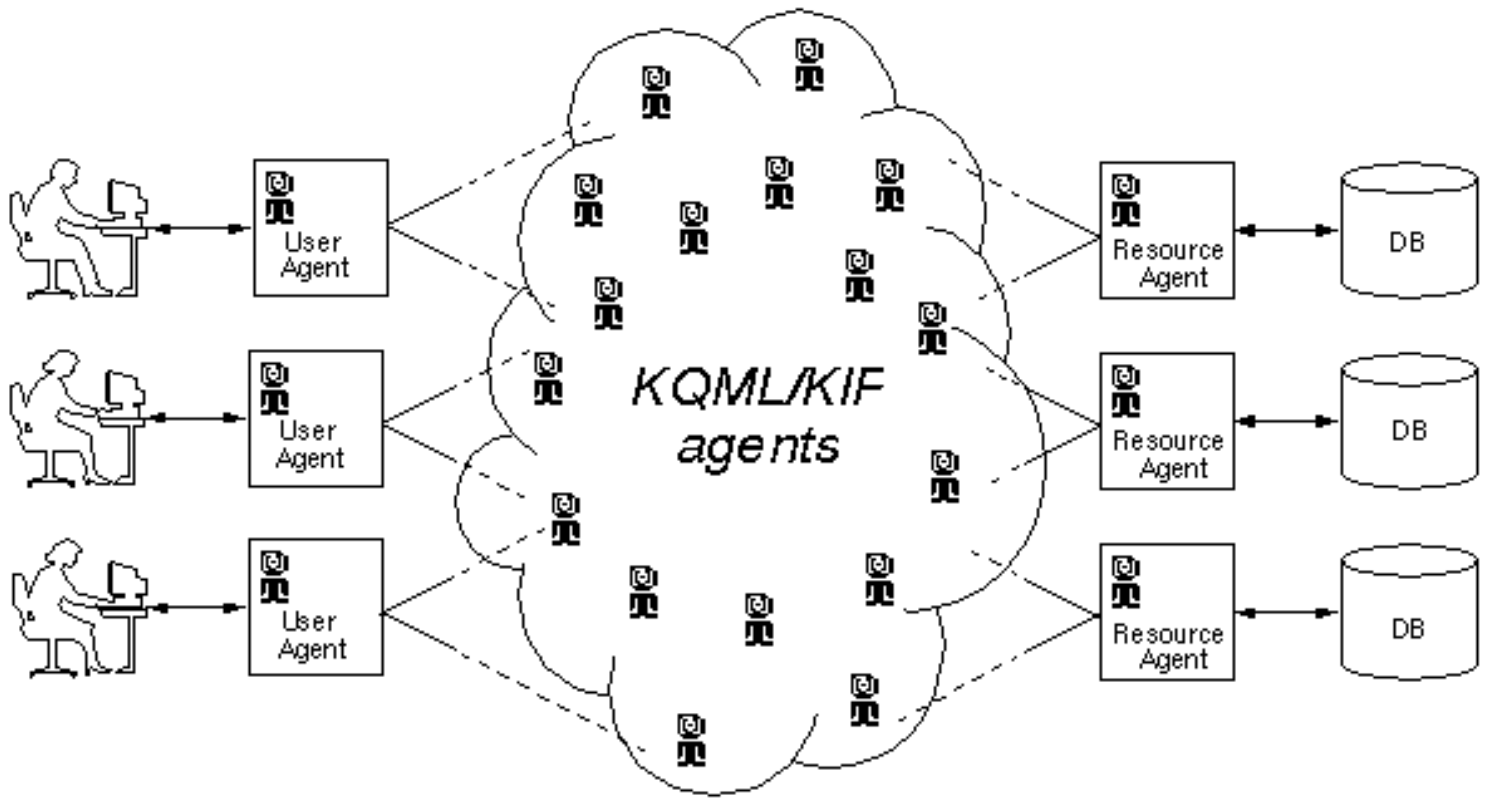 User
Agent
Resource
Agent
DB
User
Agent
KQML/KIF
agents
Resource
Agent
DB
User
Agent
Resource
Agent
DB